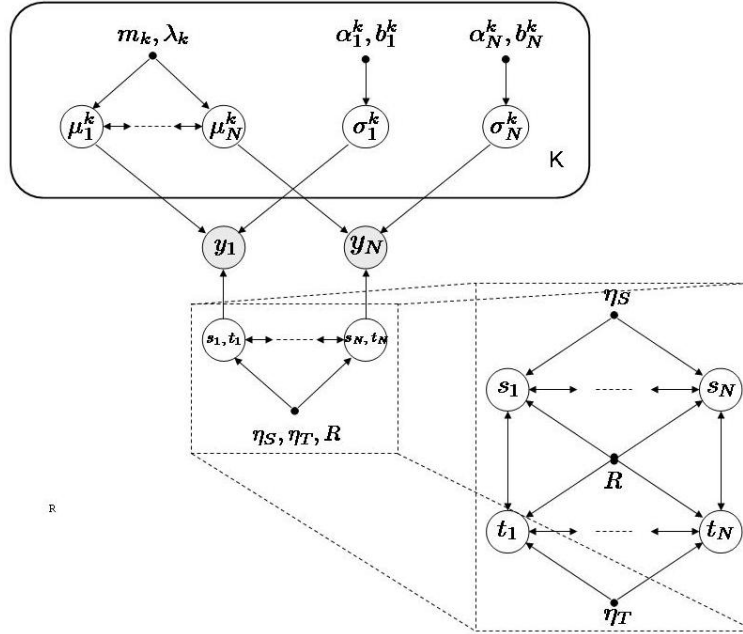 m_k, λ_k α_1^k, b_1^k α_N^k, b_N^k
μ_1^k μ_N^k σ_1^k σ_N^k
K
y_1 y_N
s_1, t_1 s_N, t_N
η_S, η_T, R
η_S
s_1 s_N
R
t_1 t_N
η_T
R